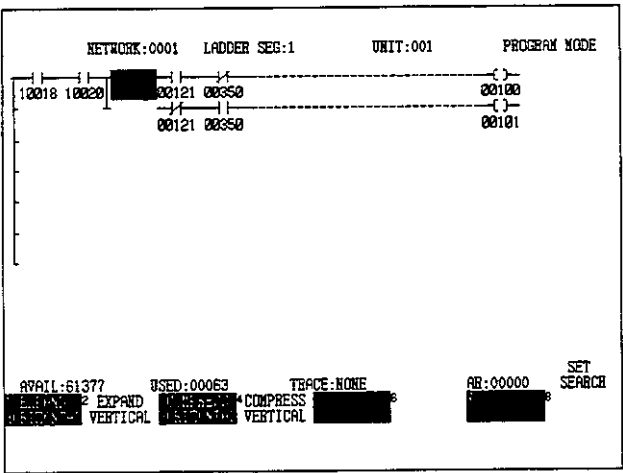 NETWORK:0001 LADDER SEG:1 UNIT:001 PROGRAM MODE
10018 10020 00121 00350 00100
00121 00350 00101
SET
AVAIL:61377 USED:00063 TRACE:NONE AR:00000 SEARCH
2 EXPAND 4 COMPRESS 6 8
VERTICAL VERTICAL